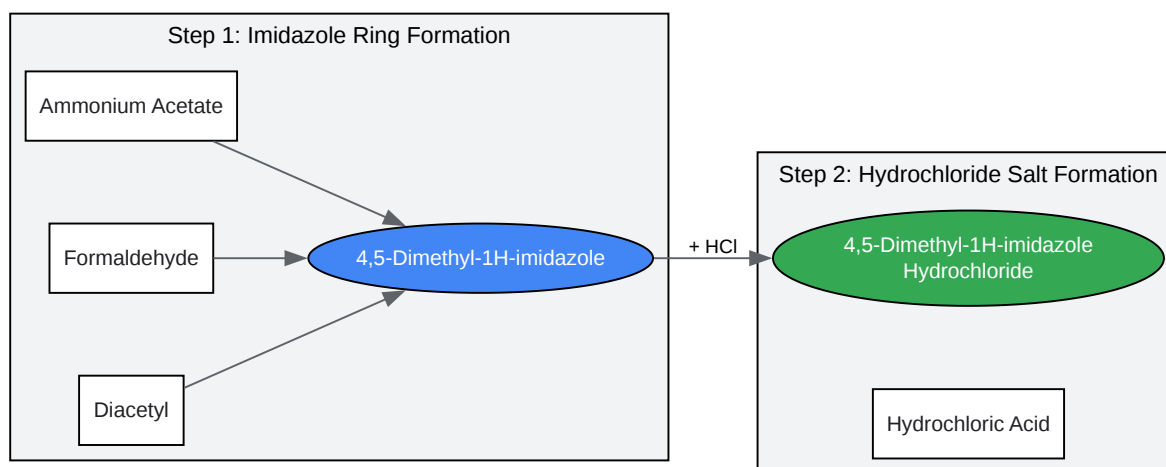 Step 1: Imidazole Ring Formation
Ammonium Acetate
Formaldehyde
Diacetyl
4,5-Dimethyl-1H-imidazole
+ HCl
Step 2: Hydrochloride Salt Formation
4,5-Dimethyl-1H-imidazole
Hydrochloride
Hydrochloric Acid